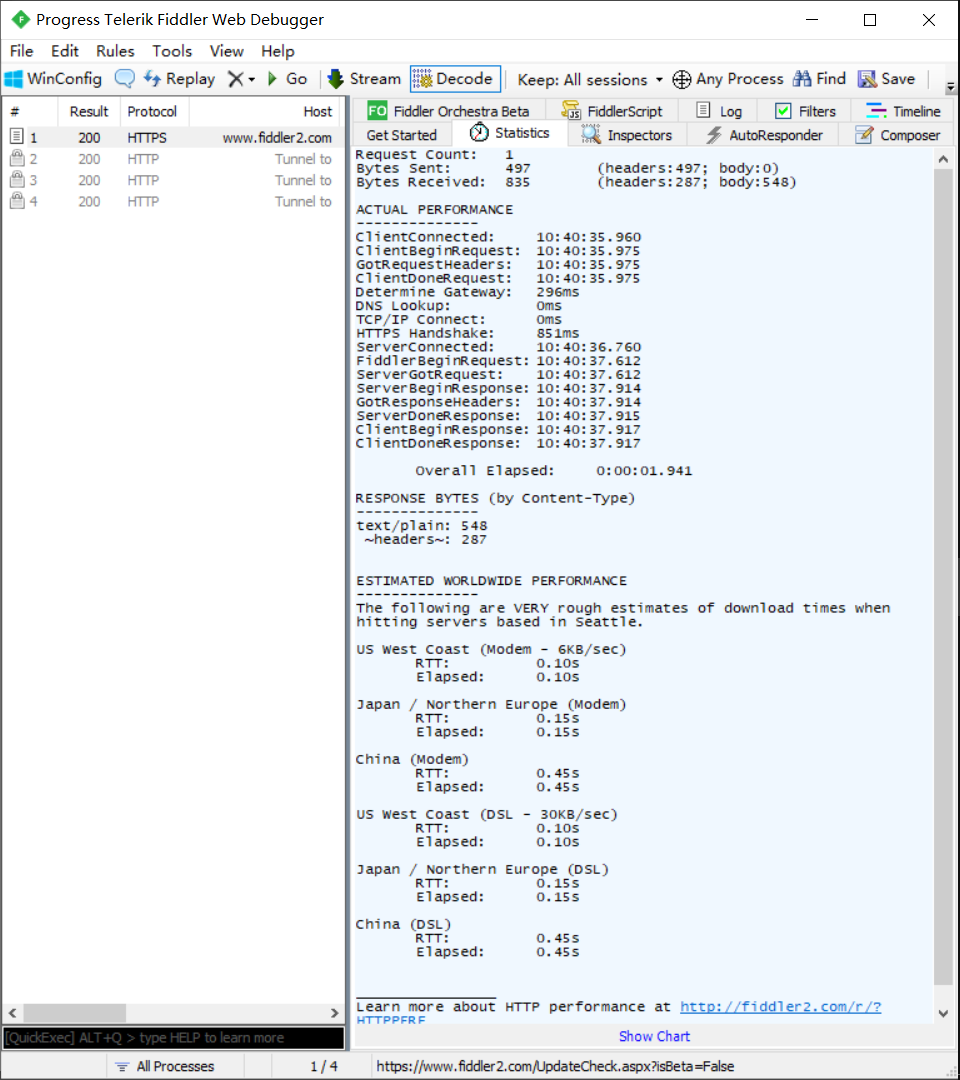 Progress Telerik Fiddler Web Debugger
File Edit Rules Tools View Help
WinConfig Replay Go Stream Decode Keep: All sessions Any Process Find Save
# Result Protocol Host
1 200 HTTPS www.fiddler2.com
2 200 HTTP Tunnel to
3 200 HTTP Tunnel to
4 200 HTTP Tunnel to
FO Fiddler Orchestra Beta FiddlerScript Log Filters Timeline
Get Started Statistics Inspectors AutoResponder Composer
Request Count: 1
Bytes Sent: 497 (headers:497; body:0)
Bytes Received: 835 (headers:287; body:548)
ACTUAL PERFORMANCE
--------------
ClientConnected: 10:40:35.960
ClientBeginRequest: 10:40:35.975
GotRequestHeaders: 10:40:35.975
ClientDoneRequest: 10:40:35.975
Determine Gateway: 296ms
DNS Lookup: 0ms
TCP/IP Connect: 0ms
HTTPS Handshake: 851ms
ServerConnected: 10:40:36.760
FiddlerBeginRequest: 10:40:37.612
ServerGotRequest: 10:40:37.612
ServerBeginResponse: 10:40:37.914
GotResponseHeaders: 10:40:37.914
ServerDoneResponse: 10:40:37.915
ClientBeginResponse: 10:40:37.917
ClientDoneResponse: 10:40:37.917
Overall Elapsed: 0:00:01.941
RESPONSE BYTES (by Content-Type)
--------------
text/plain: 548
~headers~: 287
ESTIMATED WORLDWIDE PERFORMANCE
--------------
The following are VERY rough estimates of download times when
hitting servers based in Seattle.
US West Coast (Modem - 6KB/sec)
RTT: 0.10s
Elapsed: 0.10s
Japan / Northern Europe (Modem)
RTT: 0.15s
Elapsed: 0.15s
China (Modem)
RTT: 0.45s
Elapsed: 0.45s
US West Coast (DSL - 30KB/sec)
RTT: 0.10s
Elapsed: 0.10s
Japan / Northern Europe (DSL)
RTT: 0.15s
Elapsed: 0.15s
China (DSL)
RTT: 0.45s
Elapsed: 0.45s
________________
Learn more about HTTP performance at http://fiddler2.com/r/?
HTTPPERF
Show Chart
[QuickExec] ALT+Q > type HELP to learn more
All Processes 1 / 4 https://www.fiddler2.com/UpdateCheck.aspx?isBeta=False